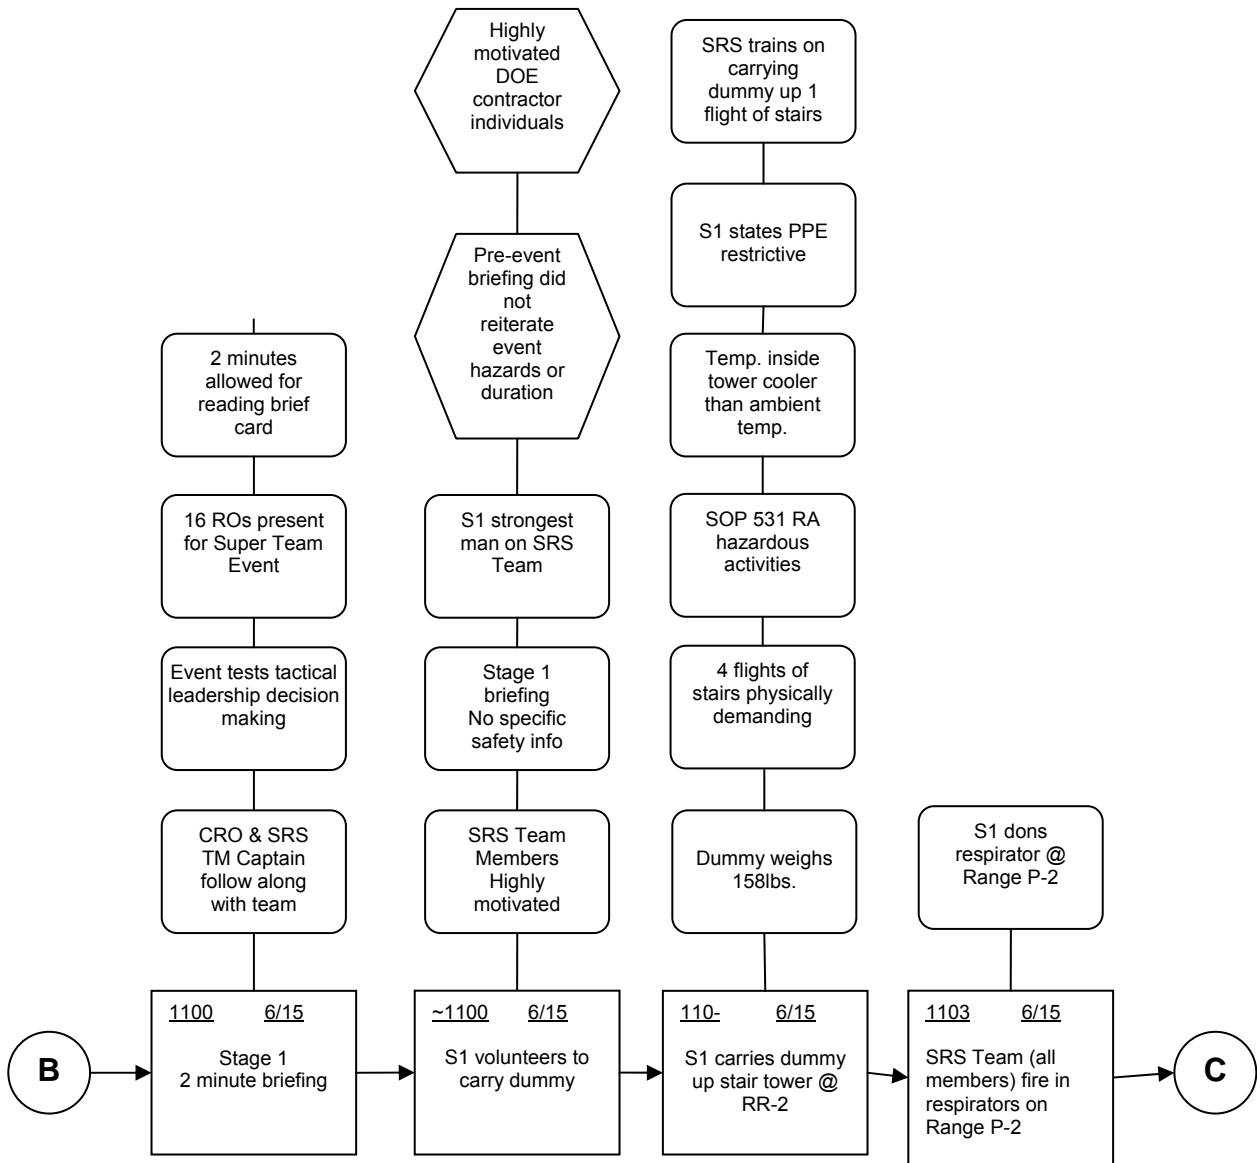 Highly
motivated
DOE
contractor
individuals
SRS trains on
carrying
dummy up 1
flight of stairs
Pre-event
briefing did
not
reiterate
event
hazards or
duration
S1 states PPE
restrictive
2 minutes
allowed for
reading brief
card
Temp. inside
tower cooler
than ambient
temp.
16 ROs present
for Super Team
Event
S1 strongest
man on SRS
Team
SOP 531 RA
hazardous
activities
Event tests tactical
leadership decision
making
Stage 1
briefing
No specific
safety info
4 flights of
stairs physically
demanding
CRO & SRS
TM Captain
follow along
with team
SRS Team
Members
Highly
motivated
Dummy weighs
158lbs.
S1 dons
respirator @
Range P-2
B
1100 6/15
Stage 1
2 minute briefing
~1100 6/15
S1 volunteers to
carry dummy
110- 6/15
S1 carries dummy
up stair tower @
RR-2
1103 6/15
SRS Team (all
members) fire in
respirators on
Range P-2
C